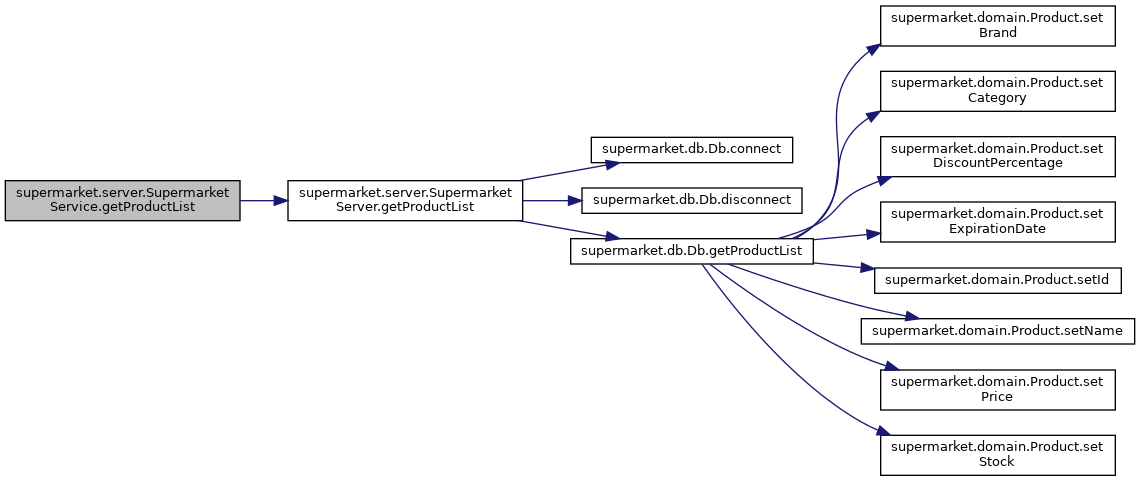 supermarket.server.Supermarket
Service.getProductList
supermarket.server.Supermarket
Server.getProductList
supermarket.db.Db.connect
supermarket.db.Db.disconnect
supermarket.db.Db.getProductList
supermarket.domain.Product.set
Brand
supermarket.domain.Product.set
Category
supermarket.domain.Product.set
DiscountPercentage
supermarket.domain.Product.set
ExpirationDate
supermarket.domain.Product.setId
supermarket.domain.Product.setName
supermarket.domain.Product.set
Price
supermarket.domain.Product.set
Stock